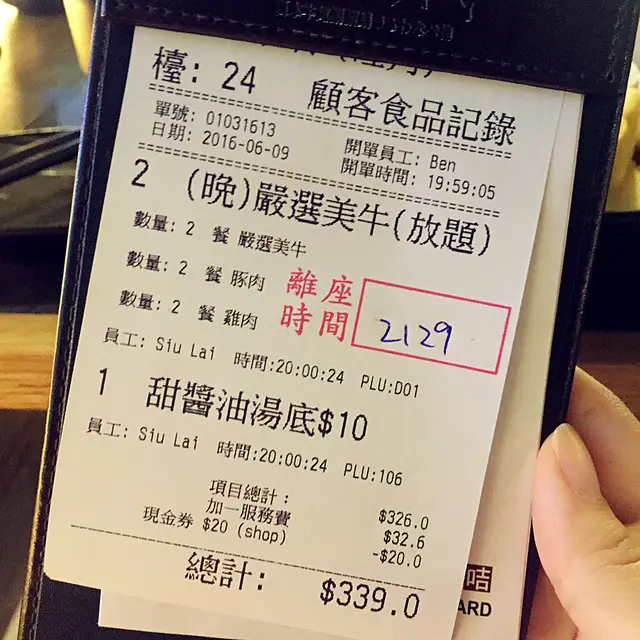 檯: 24 顧客食品記錄
單號: 01031613 開單員工: Ben
日期: 2016-06-09 開單時間: 19:59:05
2 (晚)嚴選美牛(放題)
數量: 2 餐 嚴選美牛
數量: 2 餐 豚肉
數量: 2 餐 雞肉
離座時間 2129
員工: Siu Lai 時間:20:00:24 PLU:D01
1 甜醬油湯底$10
員工: Siu Lai 時間:20:00:24 PLU:106
項目總計: $326.0
加一服務費 $32.6
現金券 $20 (shop) -$20.0
總計: $339.0
咭
ARD